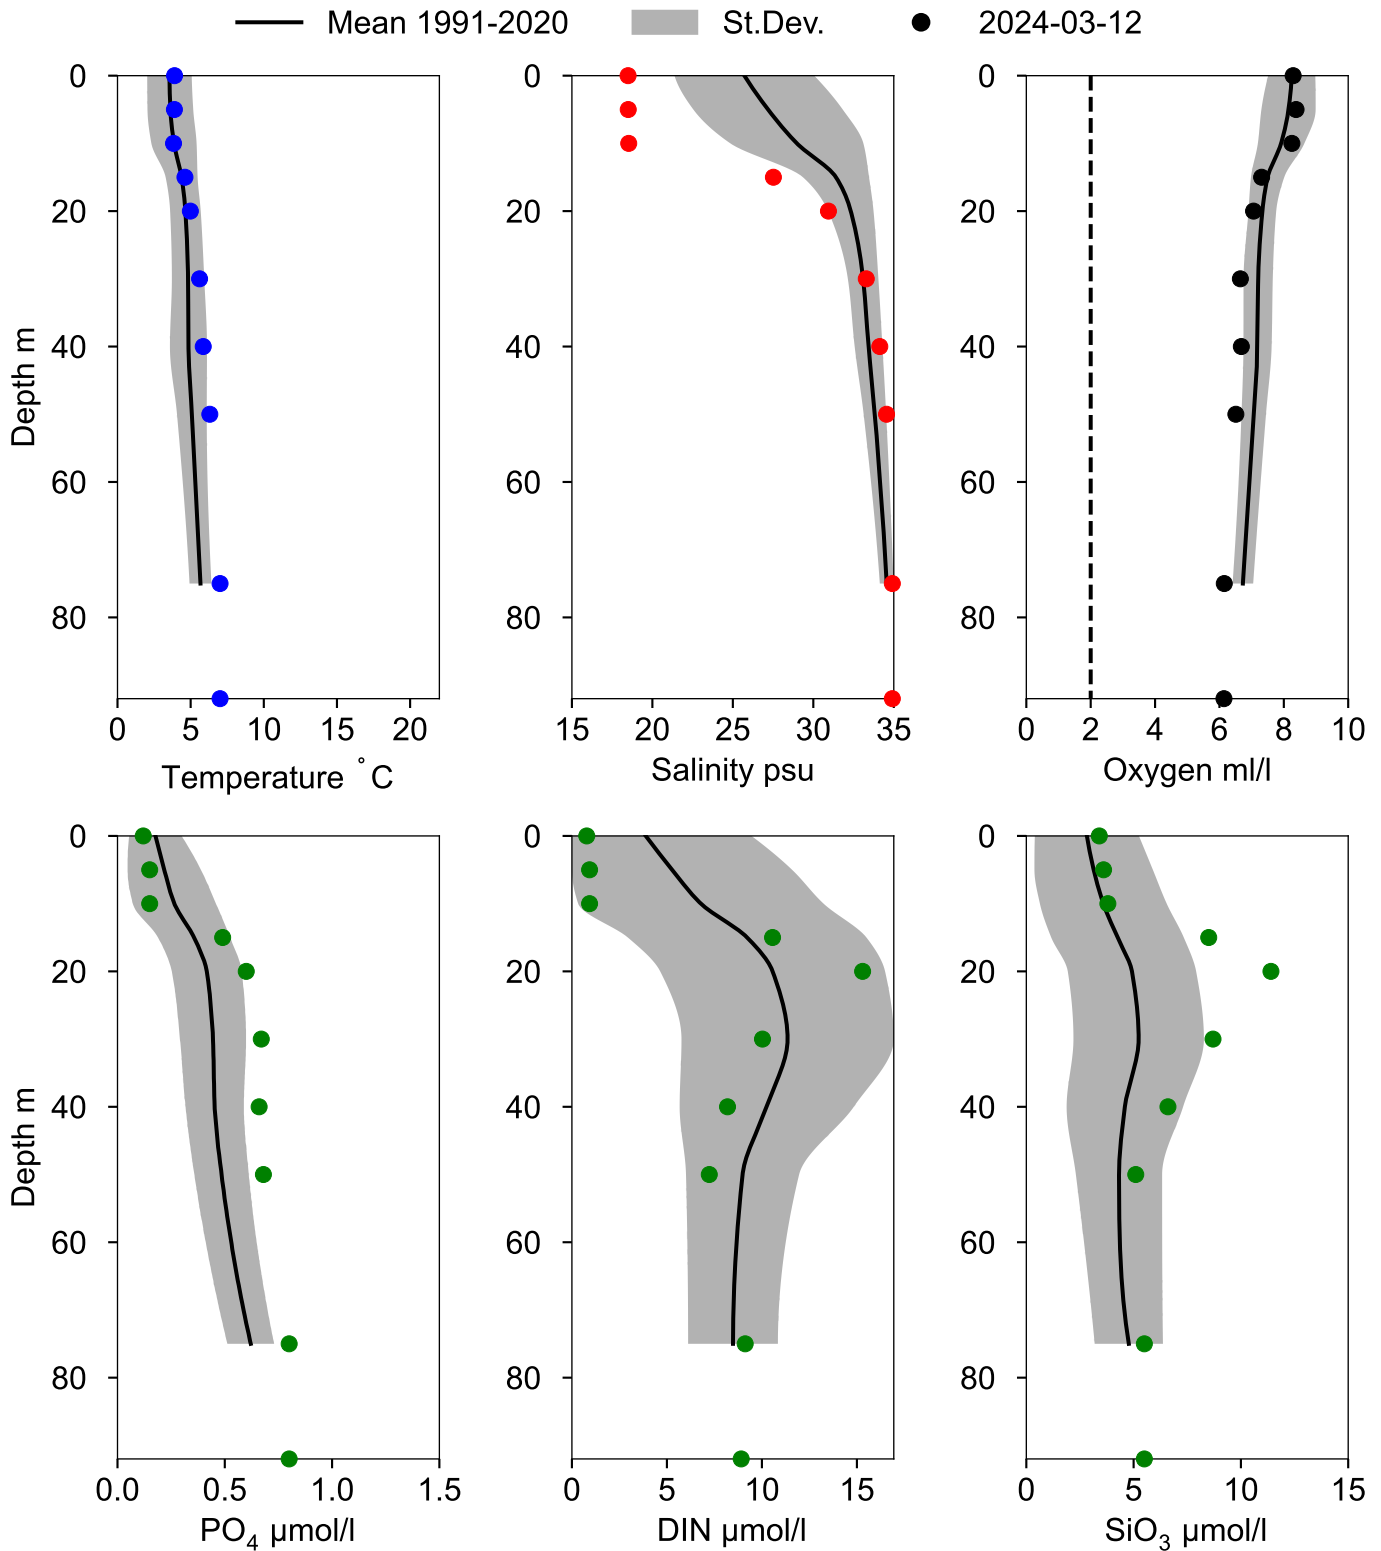 Mean 1991-2020 St.Dev. 2024-03-12
0 0 0
20 20 20
40 40 40
60 60 60
80 80 80
Depth m
0 5 10 15 20 15 20 25 30 35 0 2 4 6 8 10
Temperature °C Salinity psu Oxygen ml/l
0 0 0
20 20 20
40 40 40
60 60 60
80 80 80
Depth m
0.0 0.5 1.0 1.5 0 5 10 15 0 5 10 15
PO₄ µmol/l DIN µmol/l SiO₃ µmol/l